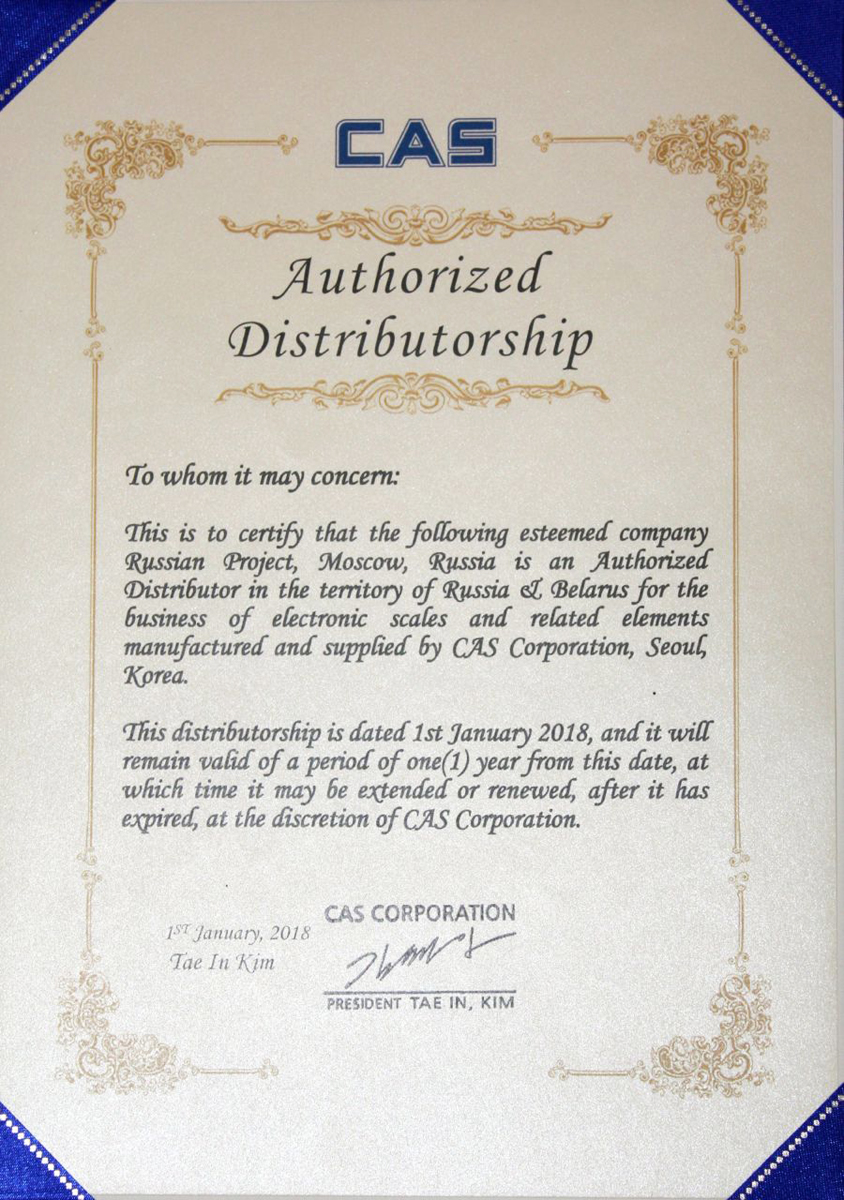 CAS
Authorized
Distributorship
To whom it may concern:
This is to certify that the following esteemed company
Russian Project, Moscow, Russia is an Authorized
Distributor in the territory of Russia & Belarus for the
business of electronic scales and related elements
manufactured and supplied by CAS Corporation, Seoul,
Korea.
This distributorship is dated 1st January 2018, and it will
remain valid of a period of one(1) year from this date, at
which time it may be extended or renewed, after it has
expired, at the discretion of CAS Corporation.
1ST January, 2018
Tae In Kim
CAS CORPORATION
PRESIDENT TAE IN, KIM